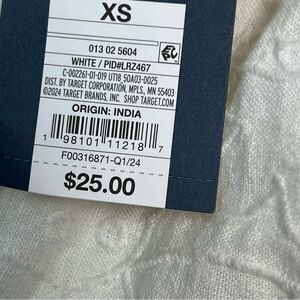 XS
013 02 5604
WHITE / PID#LRZ467
C-002261-01-019 UT18 50A03-0025
DIST. BY TARGET CORPORATION, MPLS, MN 55403
©2024 TARGET BRANDS, INC. SHOP TARGET.COM
ORIGIN: INDIA
1 98101 11218 7
F00316871-Q1/24
$25.00